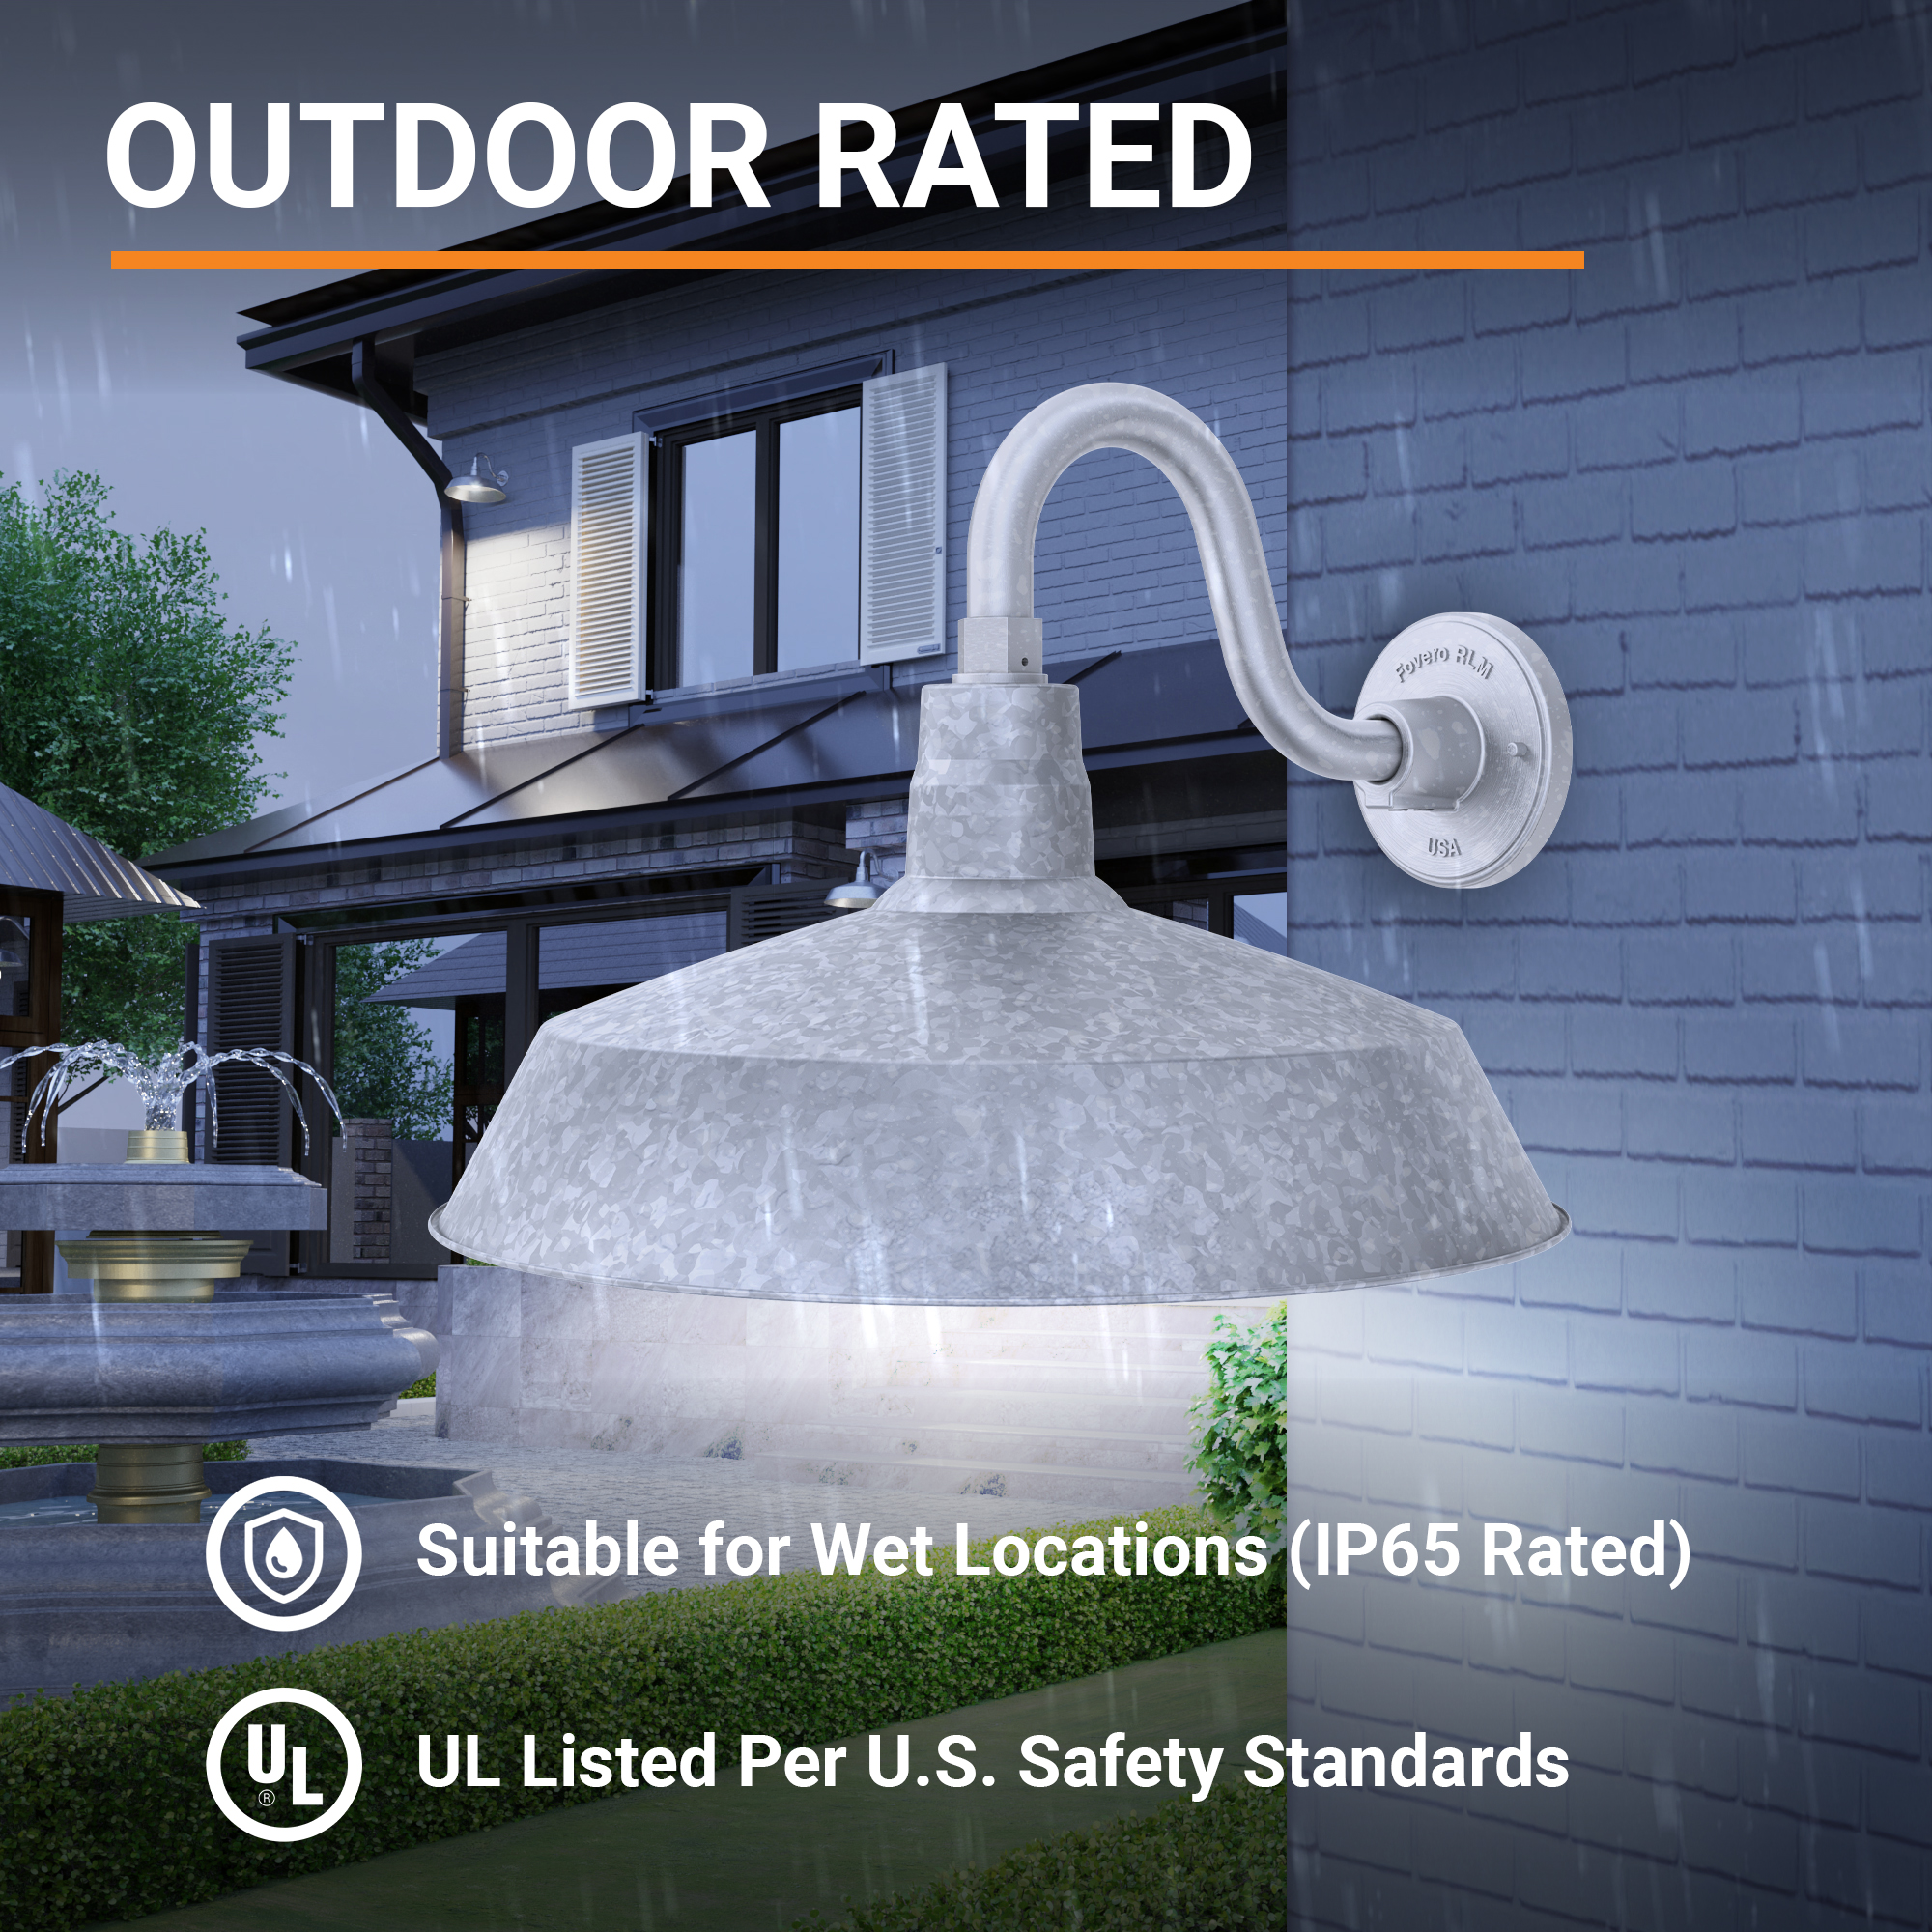 OUTDOOR RATED
Fovero RLM
USA
Suitable for Wet Locations (IP65 Rated)
UL
®
UL Listed Per U.S. Safety Standards